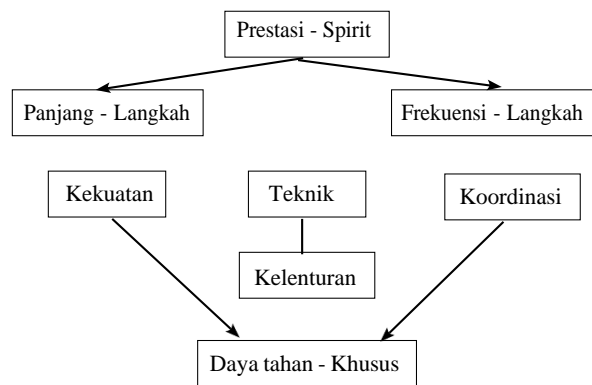 Prestasi - Spirit
Panjang - Langkah
Frekuensi - Langkah
Kekuatan
Teknik
Koordinasi
Kelenturan
Daya tahan - Khusus